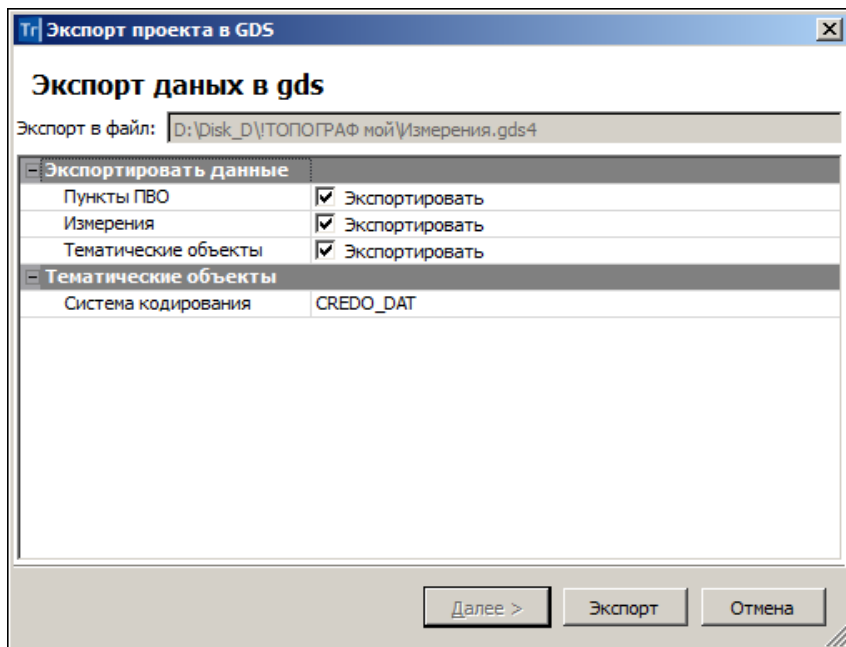 Tr Экспорт проекта в GDS
Экспорт даных в gds
Экспорт в файл: D:\Disk_D\!ТОПОГРАФ мой\Измерения.gds4
Экспортировать данные
Пункты ПВО Экспортировать
Измерения Экспортировать
Тематические объекты Экспортировать
Тематические объекты
Система кодирования CREDO_DAT
Далее > Экспорт Отмена